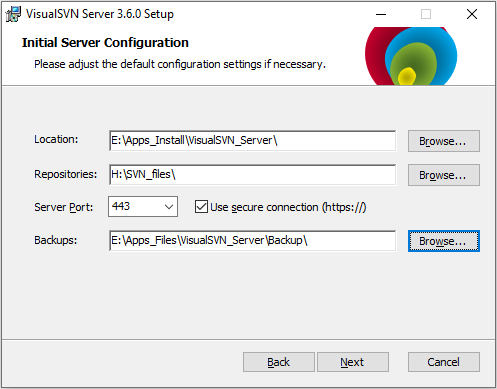 VisualSVN Server 3.6.0 Setup
Initial Server Configuration
Please adjust the default configuration settings if necessary.
Location: E:\Apps_Install\VisualSVN_Server\ Browse...
Repositories: H:\SVN_files\ Browse...
Server Port: 443 Use secure connection (https://)
Backups: E:\Apps_Files\VisualSVN_Server\Backup\ Browse...
Back Next Cancel